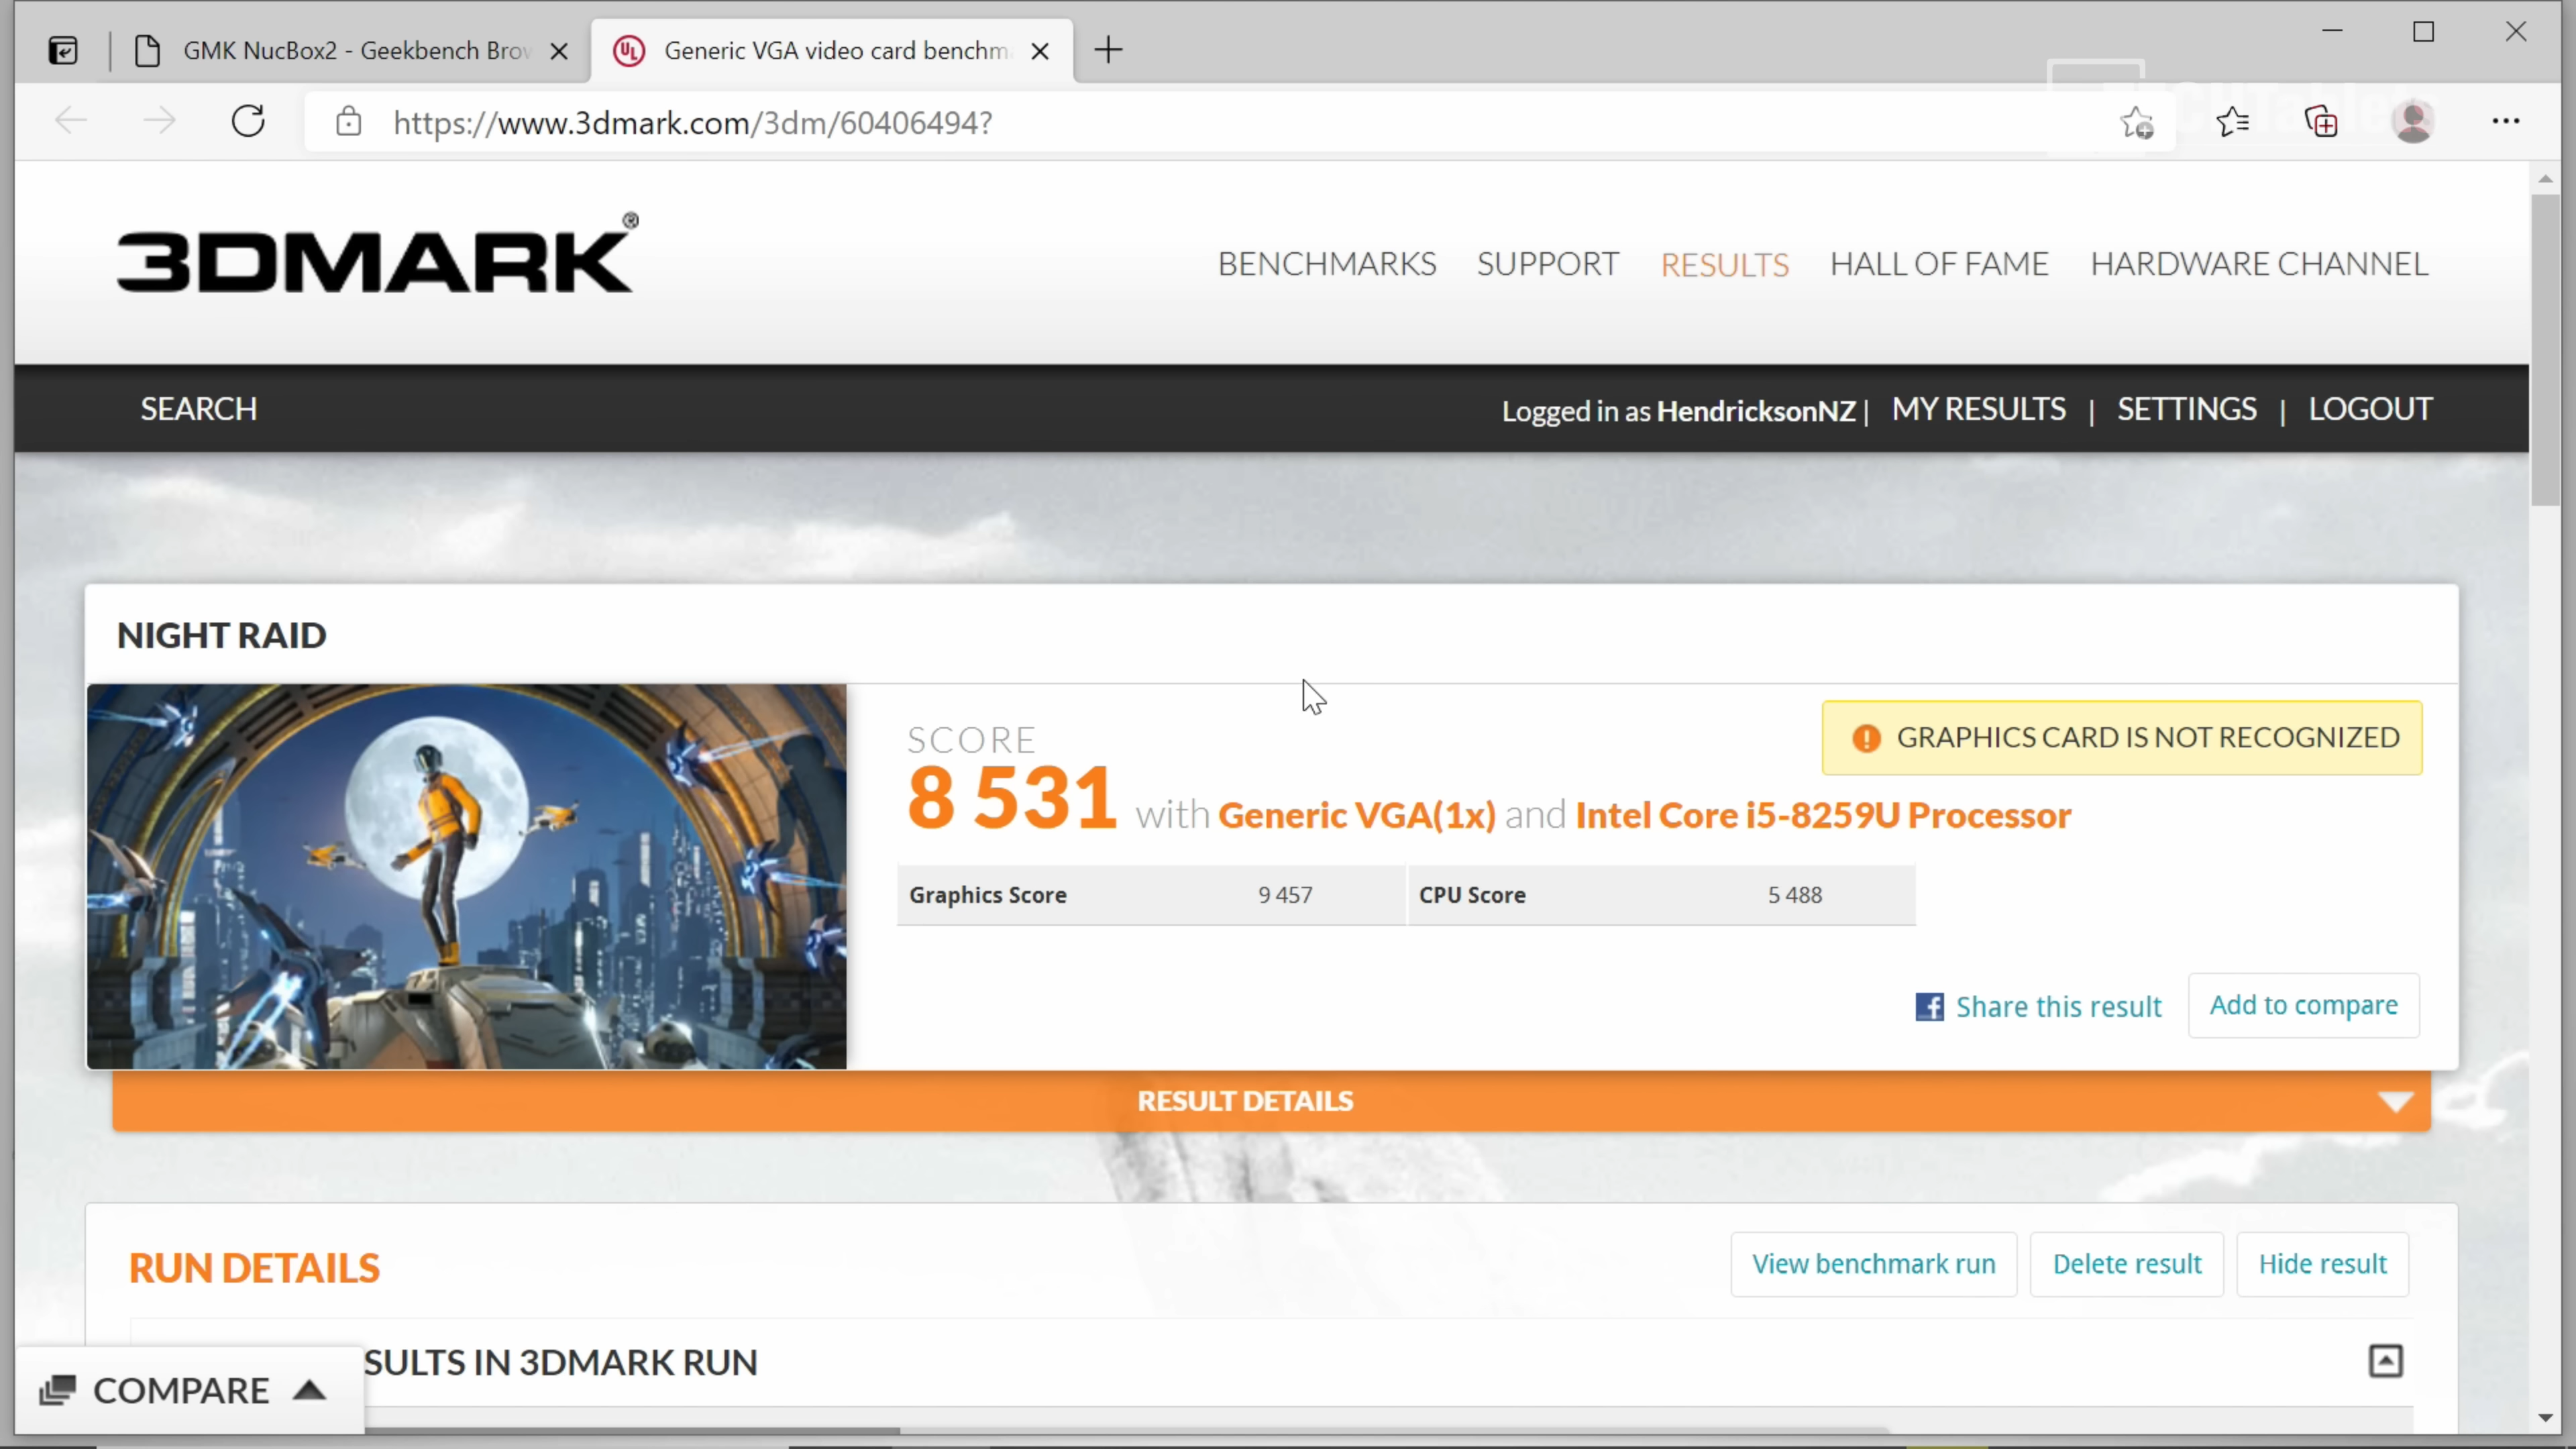 GMK NucBox2 - Geekbench Brow
UL Generic VGA video card benchm
https://www.3dmark.com/3dm/60406494?
3DMARK®
BENCHMARKS SUPPORT RESULTS HALL OF FAME HARDWARE CHANNEL
SEARCH Logged in as HendricksonNZ | MY RESULTS | SETTINGS | LOGOUT
NIGHT RAID
SCORE
GRAPHICS CARD IS NOT RECOGNIZED
8 531 with Generic VGA(1x) and Intel Core i5-8259U Processor
Graphics Score 9 457 CPU Score 5 488
Share this result Add to compare
RESULT DETAILS
RUN DETAILS View benchmark run Delete result Hide result
SULTS IN 3DMARK RUN
COMPARE